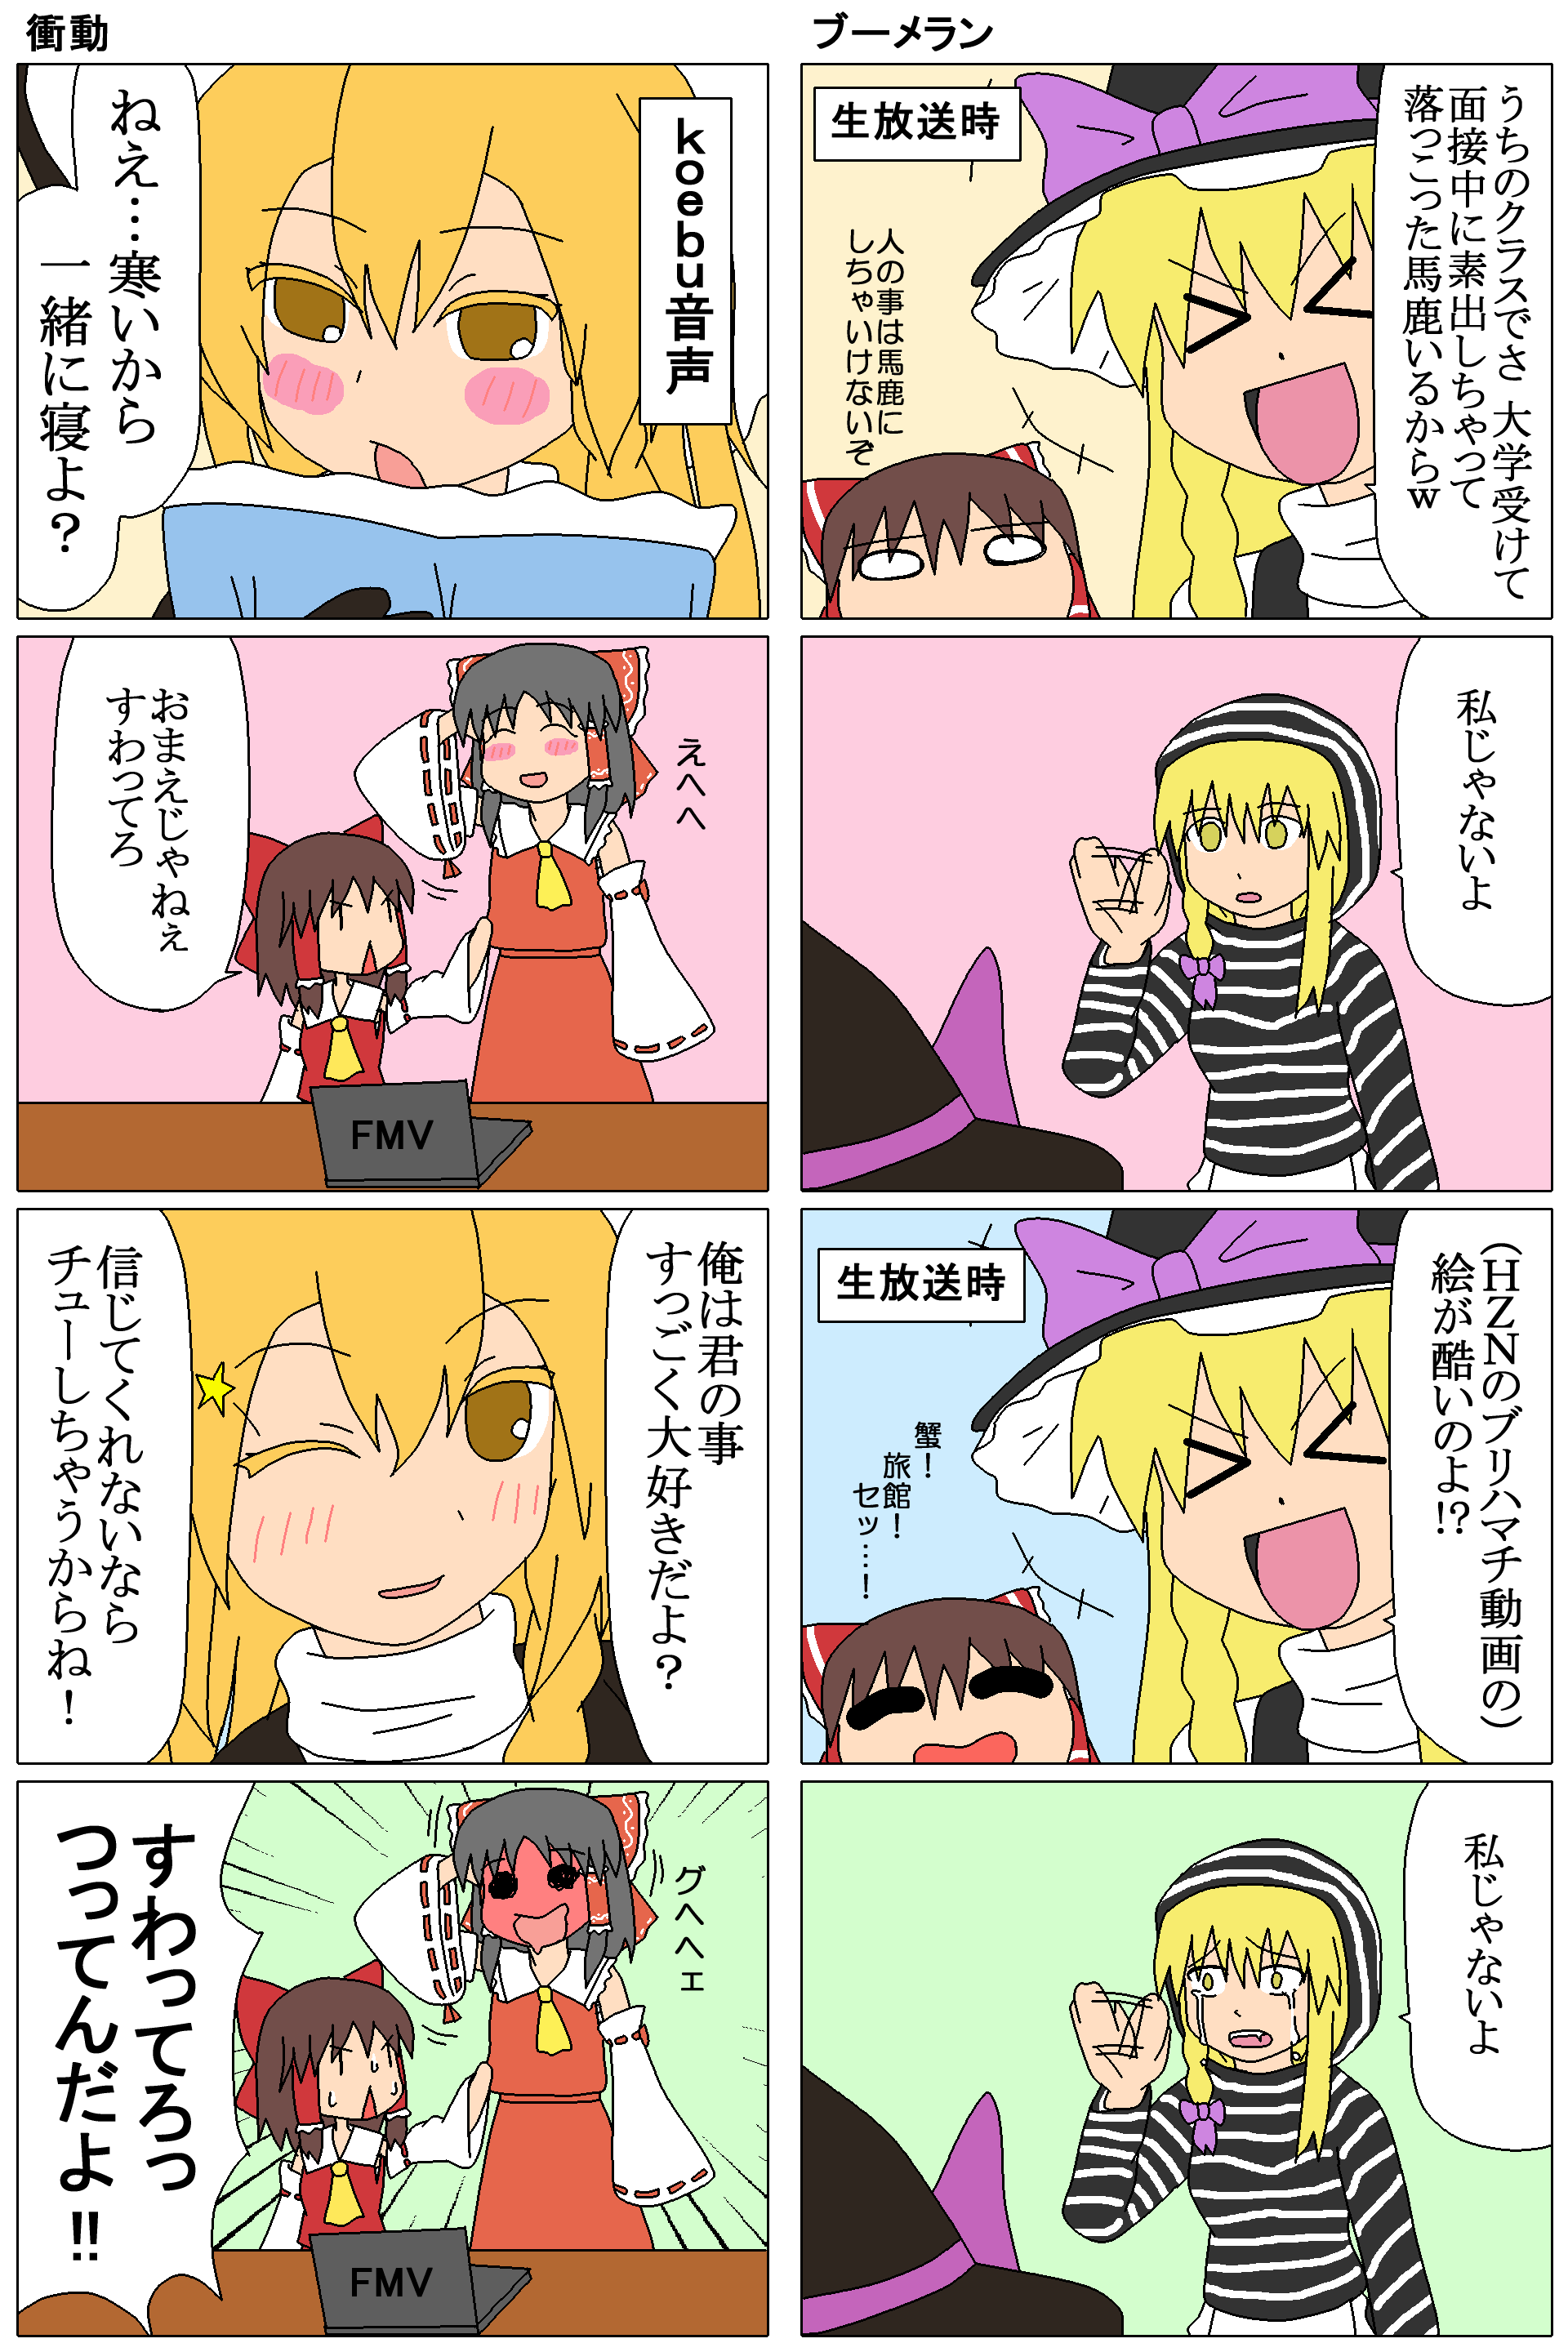 ブーメラン
生放送時
うちのクラスでさ 大学受けて
面接中に素出しちゃって
落っこった馬鹿いるからｗ
人の事は馬鹿に
しちゃいけないぞ
私じゃないよ
生放送時
(ＨＺＮのブリハマチ動画の)
絵が酷いのよ!?
蟹！
旅館！
セッ…！
私じゃないよ
衝動
koebu音声
ねえ…寒いから
一緒に寝よ？
えへへ
おまえじゃねぇ
すわってろ
FMV
俺は君の事
すっごく大好きだよ？
信じてくれないなら
チューしちゃうからね！
グへへェ
すわってろっ
つってんだよ!!
FMV